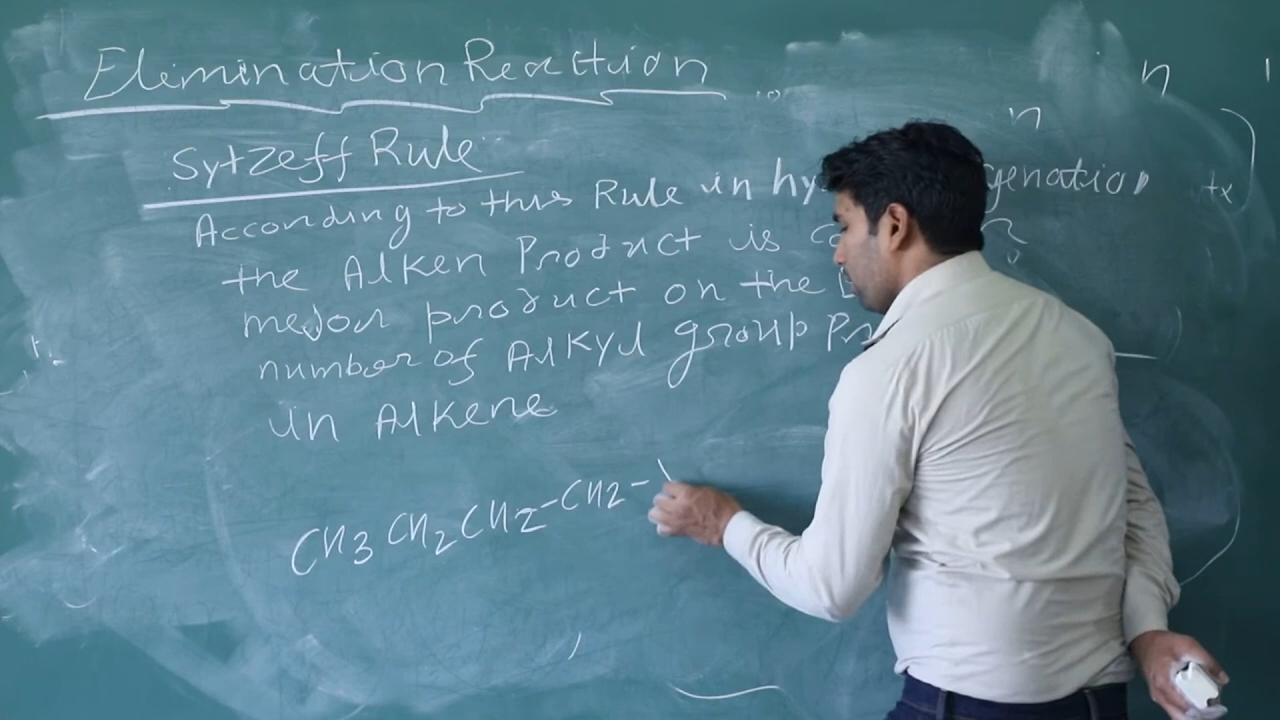 Elimination Reaction
Sytzeff Rule
According to this Rule in hy genation
the Alken Product is
major product on the
number of Alkyl group Pr
in Alkene
CH3 CH2 CH2-CH2-